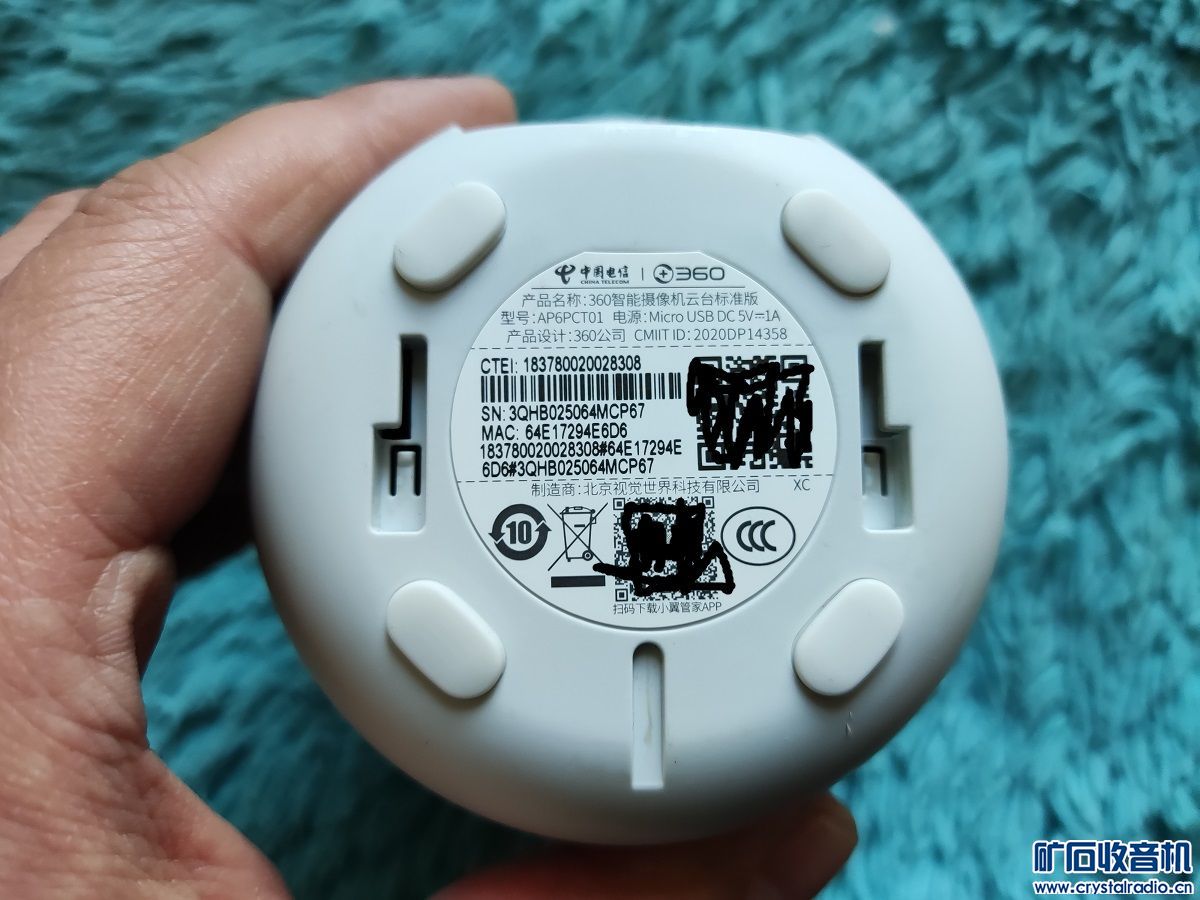 中国电信 CHINA TELECOM | 360
产品名称:360智能摄像机云台标准版
型号:AP6PCT01 电源:Micro USB DC 5V⎓1A
产品设计:360公司 CMIIT ID:2020DP14358
CTEI: 183780020028308
SN: 3QHB025064MCP67
MAC: 64E17294E6D6
183780020028308#64E17294E
6D6#3QHB025064MCP67
制造商:北京视觉世界科技有限公司 XC
10
CCC
扫码下载小翼管家APP
矿石收音机
www.crystalradio.cn